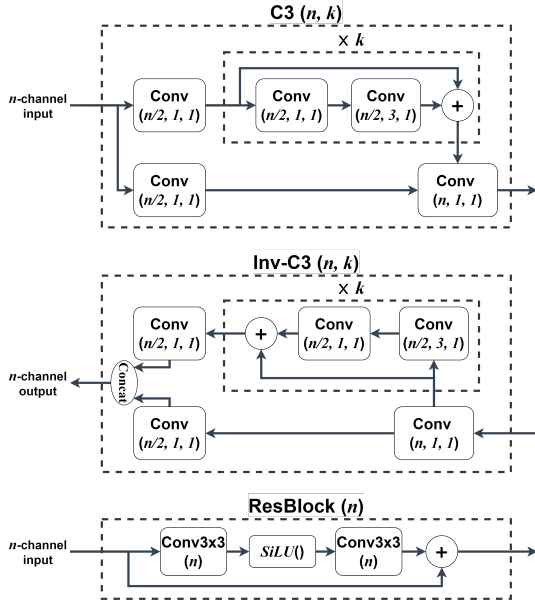 C3 (n, k)
× k
n-channel
input
Conv
(n/2, 1, 1)
Conv
(n/2, 1, 1)
Conv
(n/2, 3, 1)
+
Conv
(n/2, 1, 1)
Conv
(n, 1, 1)
Inv-C3 (n, k)
× k
Conv
(n/2, 1, 1)
+
Conv
(n/2, 1, 1)
Conv
(n/2, 3, 1)
n-channel
output
Concat
Conv
(n/2, 1, 1)
Conv
(n, 1, 1)
ResBlock (n)
n-channel
input
Conv3x3
(n)
SiLU()
Conv3x3
(n)
+